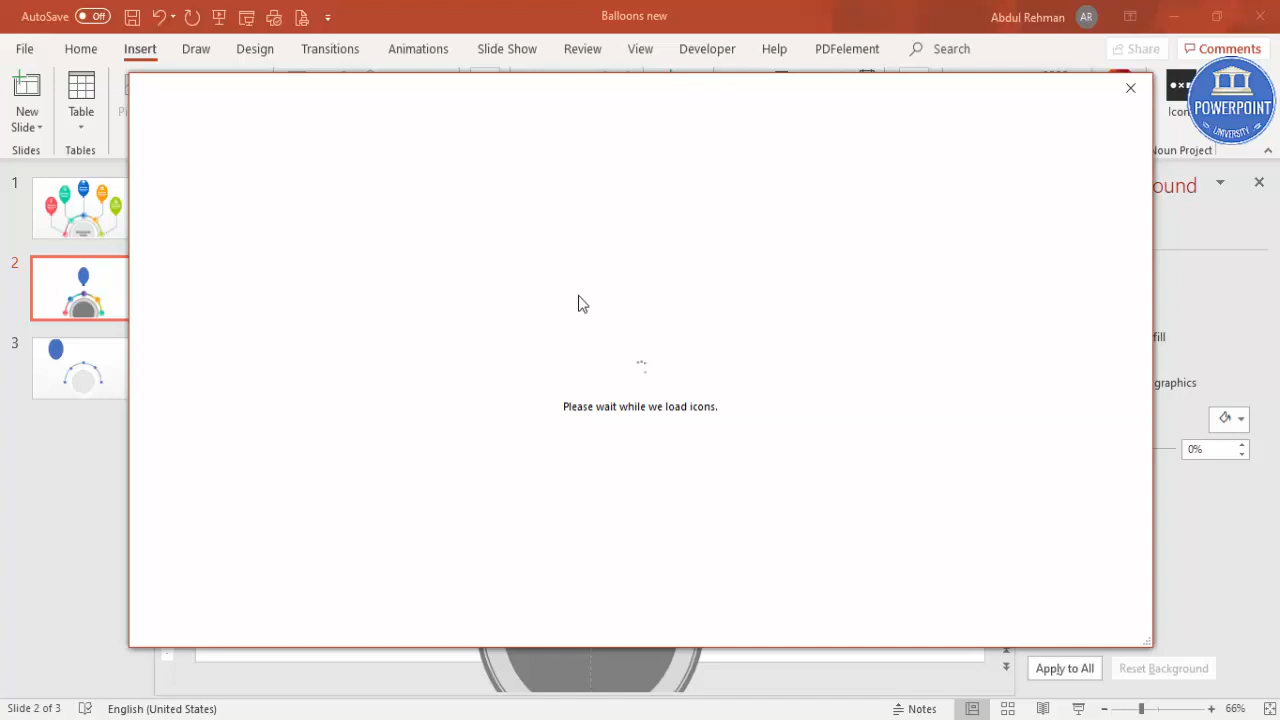 AutoSave Off Balloons new Abdul Rehman AR
File Home Insert Draw Design Transitions Animations Slide Show Review View Developer Help PDFelement Search Share Comments
New
Slide
Table
Slides Tables
Noun Project
POWERPOINT
UNIVERSITY
1
2
3
Please wait while we load icons.
ound
fill
graphics
0%
Apply to All Reset Background
Slide 2 of 3 English (United States) Notes 66%